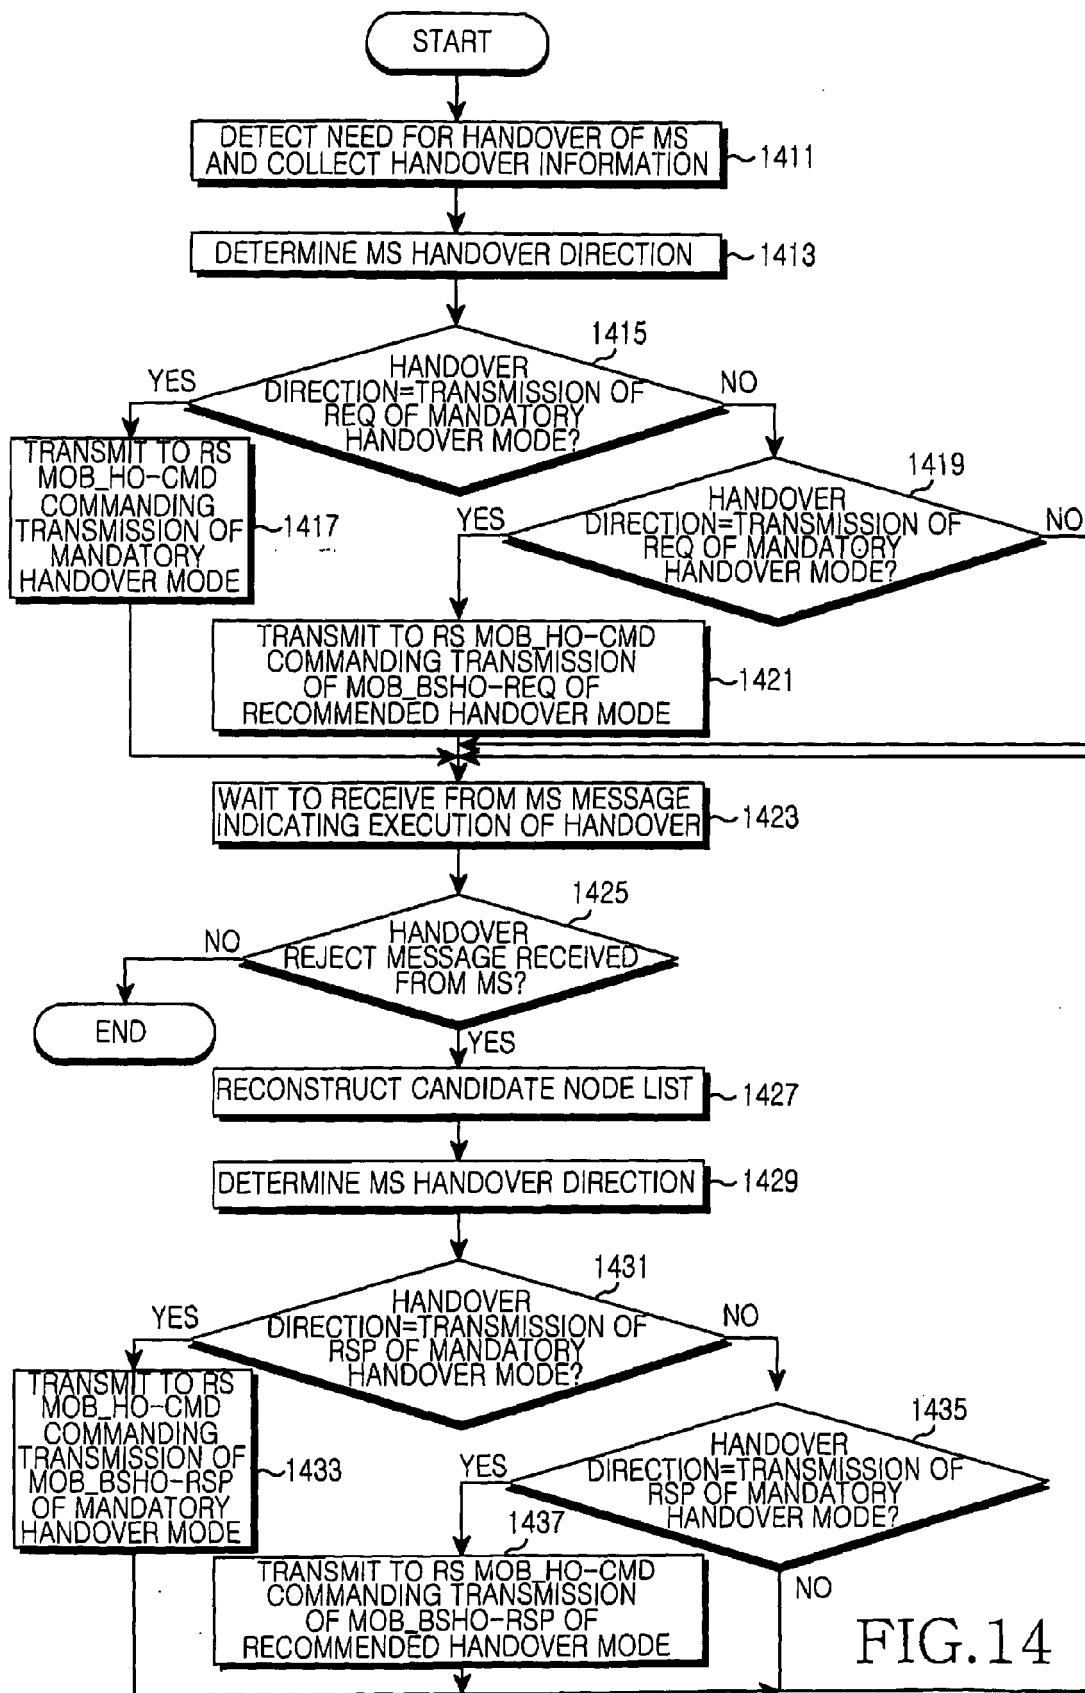 START
DETECT NEED FOR HANDOVER OF MS
AND COLLECT HANDOVER INFORMATION
1411
DETERMINE MS HANDOVER DIRECTION
1413
1415
HANDOVER
DIRECTION=TRANSMISSION OF
REQ OF MANDATORY
HANDOVER MODE?
YES
NO
TRANSMIT TO RS
MOB_HO-CMD
COMMANDING
TRANSMISSION OF
MANDATORY
HANDOVER MODE
1417
1419
HANDOVER
DIRECTION=TRANSMISSION OF
REQ OF MANDATORY
HANDOVER MODE?
YES
NO
TRANSMIT TO RS MOB_HO-CMD
COMMANDING TRANSMISSION
OF MOB_BSHO-REQ OF
RECOMMENDED HANDOVER MODE
1421
WAIT TO RECEIVE FROM MS MESSAGE
INDICATING EXECUTION OF HANDOVER
1423
1425
HANDOVER
REJECT MESSAGE RECEIVED
FROM MS?
NO
END
YES
RECONSTRUCT CANDIDATE NODE LIST
1427
DETERMINE MS HANDOVER DIRECTION
1429
1431
HANDOVER
DIRECTION=TRANSMISSION OF
RSP OF MANDATORY
HANDOVER MODE?
YES
NO
TRANSMIT TO RS
MOB_HO-CMD
COMMANDING
TRANSMISSION OF
MOB_BSHO-RSP
OF MANDATORY
HANDOVER MODE
1433
1435
HANDOVER
DIRECTION=TRANSMISSION OF
RSP OF MANDATORY
HANDOVER MODE?
YES
NO
1437
TRANSMIT TO RS MOB_HO-CMD
COMMANDING TRANSMISSION
OF MOB_BSHO-RSP OF
RECOMMENDED HANDOVER MODE
FIG.14